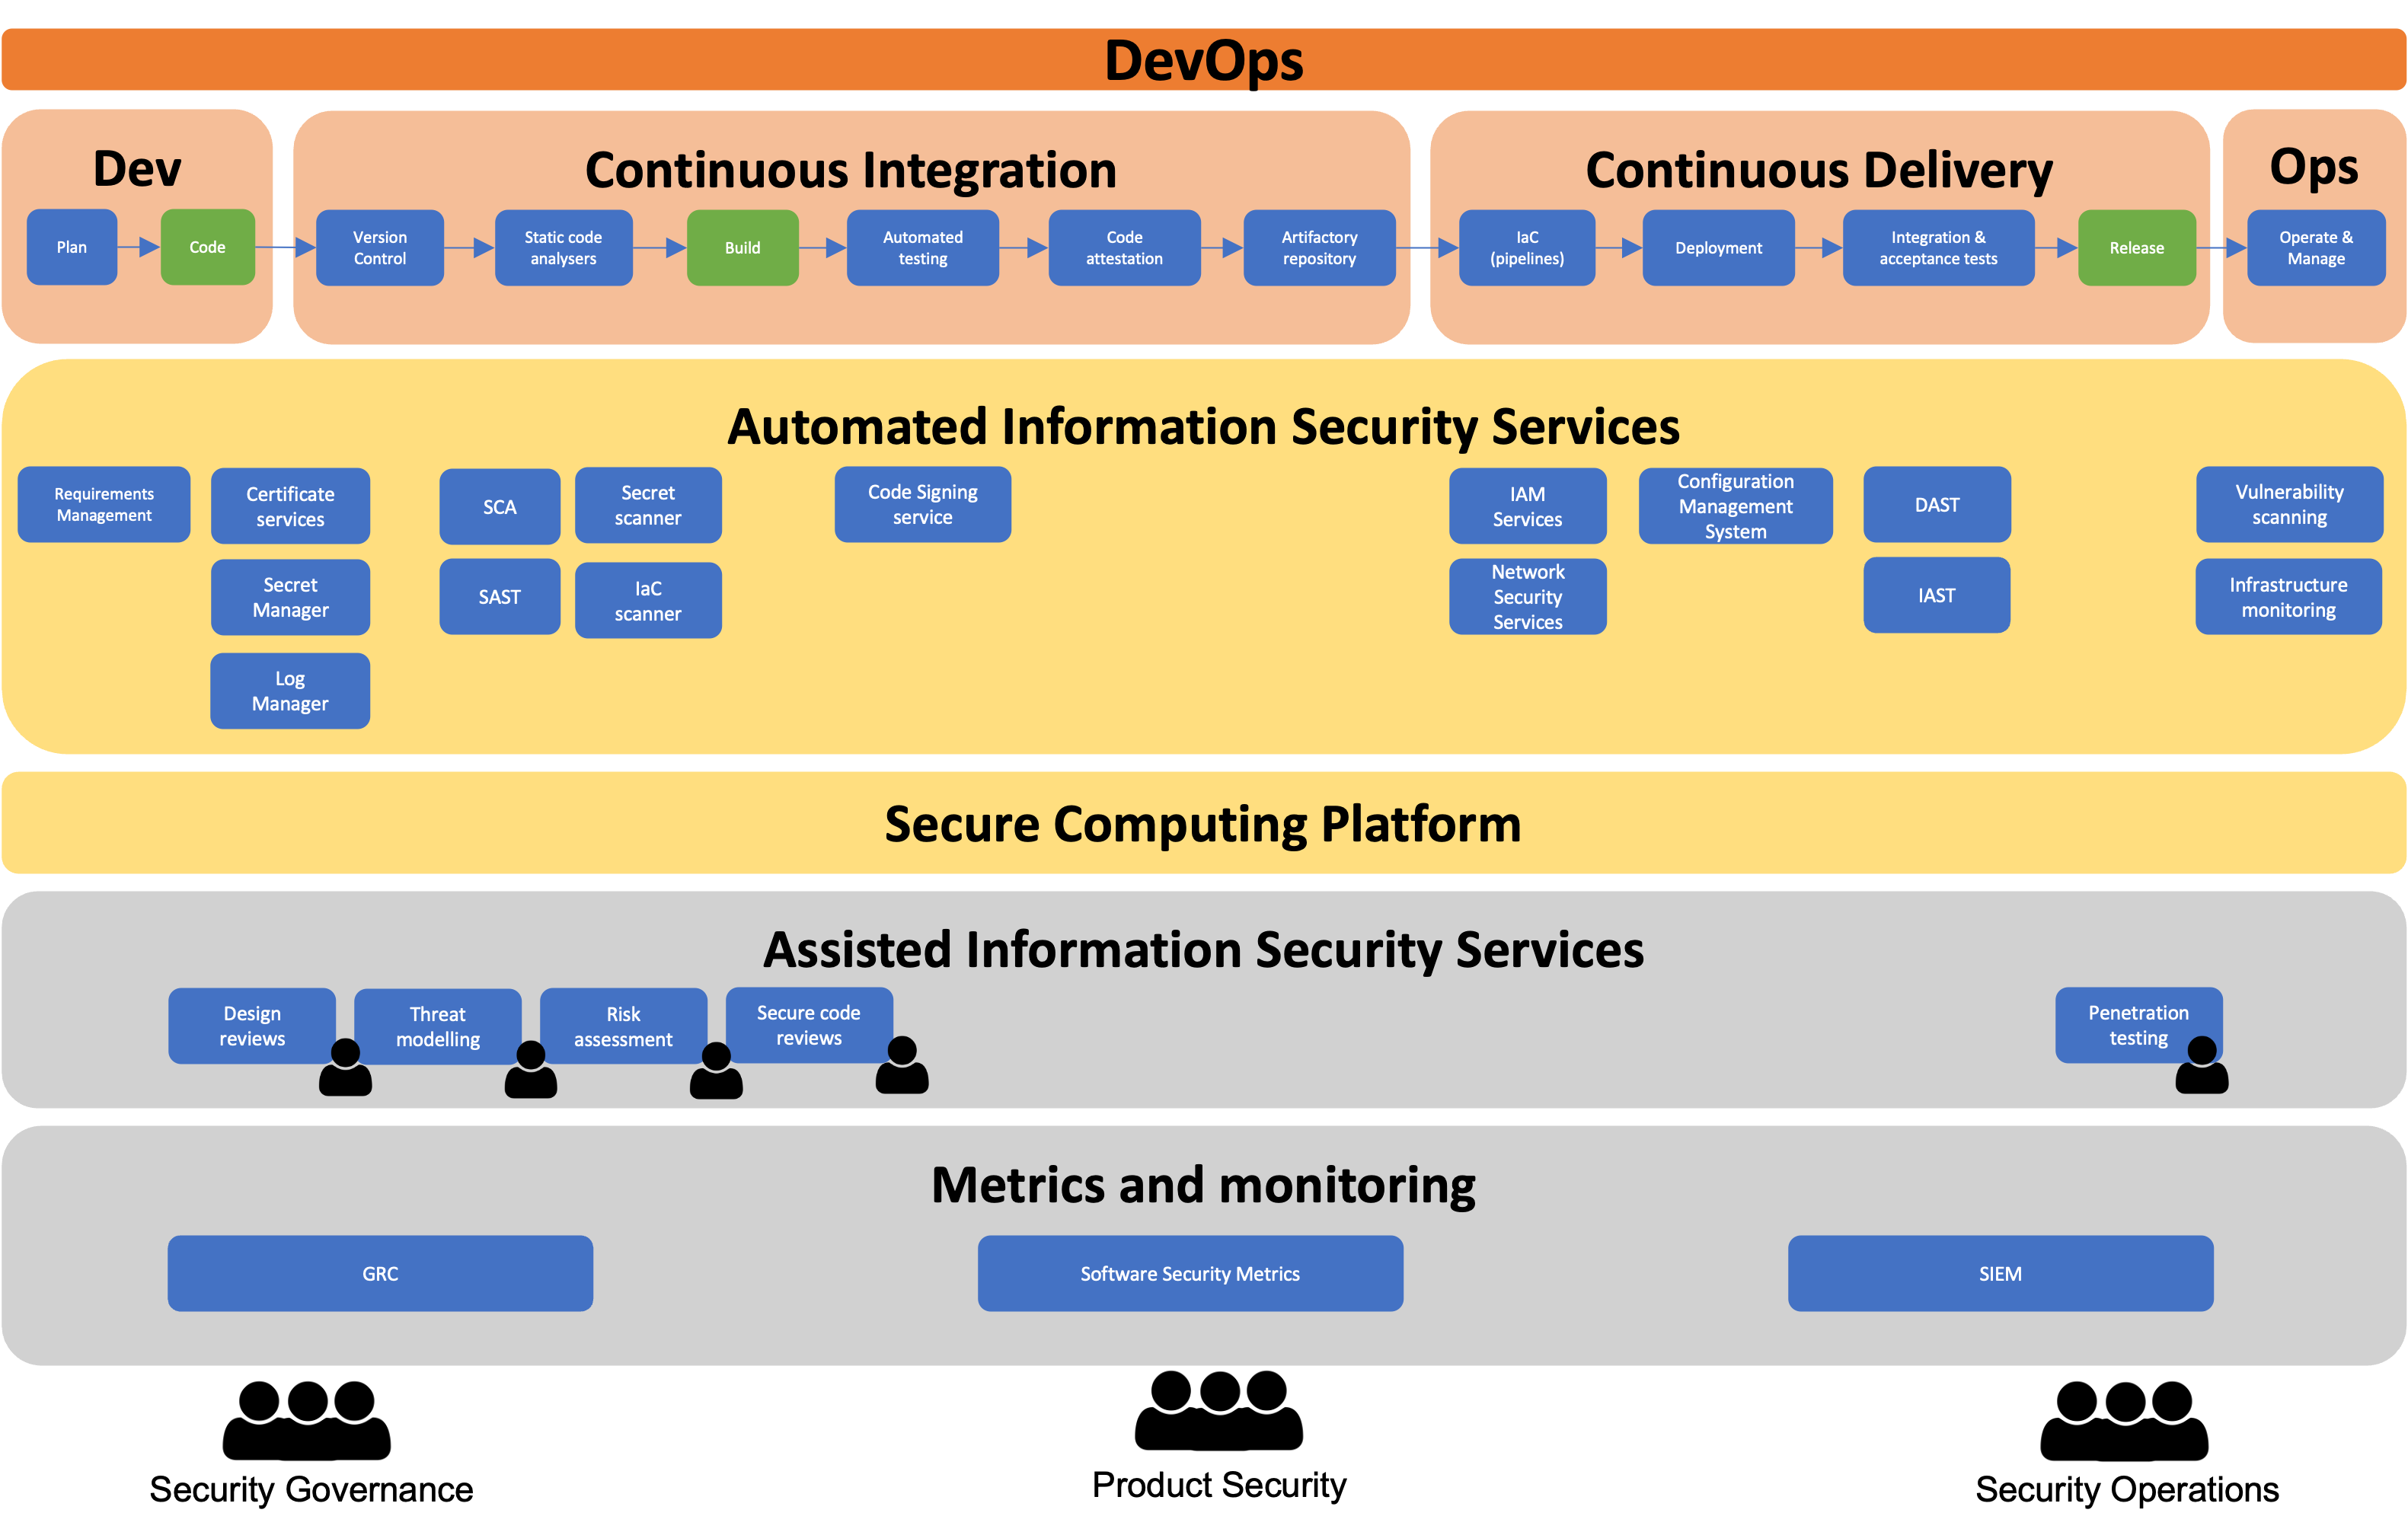 DevOps
Dev
Continuous Integration
Continuous Delivery
Ops
Plan
Code
Version
Control
Static code
analysers
Build
Automated
testing
Code
attestation
Artifactory
repository
IaC
(pipelines)
Deployment
Integration &
acceptance tests
Release
Operate &
Manage
Automated Information Security Services
Requirements
Management
Certificate
services
SCA
Secret
scanner
Code Signing
service
IAM
Services
Configuration
Management
System
DAST
Vulnerability
scanning
Secret
Manager
SAST
IaC
scanner
Network
Security
Services
IAST
Infrastructure
monitoring
Log
Manager
Secure Computing Platform
Assisted Information Security Services
Design
reviews
Threat
modelling
Risk
assessment
Secure code
reviews
Penetration
testing
Metrics and monitoring
GRC
Software Security Metrics
SIEM
Security Governance
Product Security
Security Operations